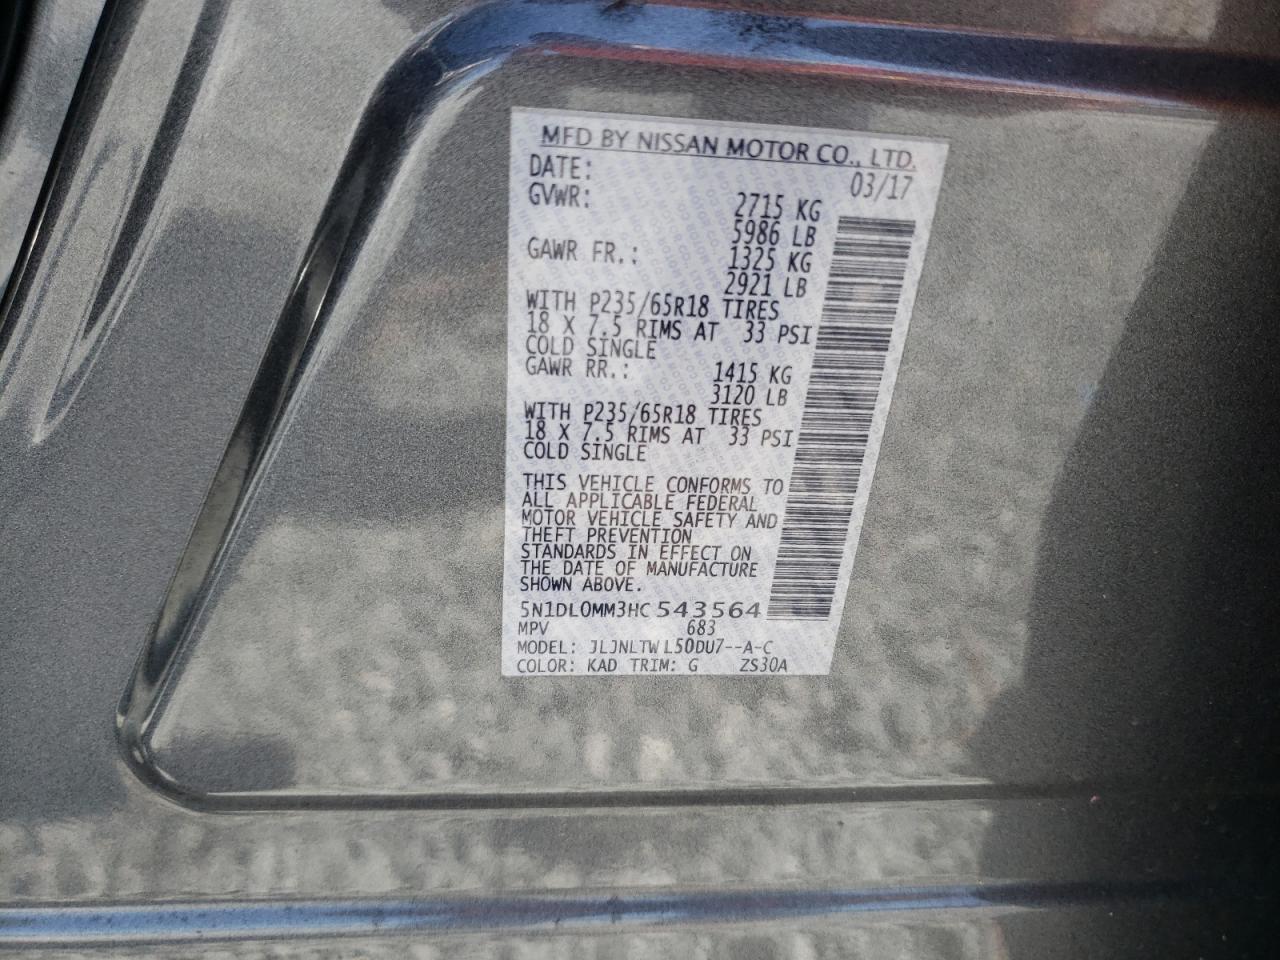 MFD BY NISSAN MOTOR CO., LTD.
DATE: 03/17
GVWR: 2715 KG
5986 LB
GAWR FR.: 1325 KG
2921 LB
WITH P235/65R18 TIRES
18 X 7.5 RIMS AT 33 PSI
COLD SINGLE
GAWR RR.: 1415 KG
3120 LB
WITH P235/65R18 TIRES
18 X 7.5 RIMS AT 33 PSI
COLD SINGLE
THIS VEHICLE CONFORMS TO
ALL APPLICABLE FEDERAL
MOTOR VEHICLE SAFETY AND
THEFT PREVENTION
STANDARDS IN EFFECT ON
THE DATE OF MANUFACTURE
SHOWN ABOVE.
5N1DL0MM3HC543564
MPV 683
MODEL: JLJNLTWL50DU7--A-C
COLOR: KAD TRIM: G ZS30A